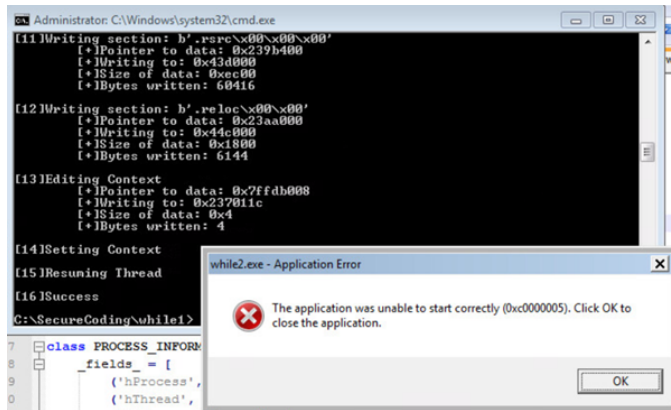 Administrator: C:\Windows\system32\cmd.exe
[11]Writing section: b'.rsrc\x00\x00\x00'
[+]Pointer to data: 0x239b400
[+]Writing to: 0x43d000
[+]Size of data: 0xec00
[+]Bytes written: 60416
[12]Writing section: b'.reloc\x00\x00'
[+]Pointer to data: 0x23aa000
[+]Writing to: 0x44c000
[+]Size of data: 0x1800
[+]Bytes written: 6144
[13]Editing Context
[+]Pointer to data: 0x7ffdb008
[+]Writing to: 0x237011c
[+]Size of data: 0x4
[+]Bytes written: 4
[14]Setting Context
[15]Resuming Thread
[16]Success
C:\SecureCoding\while1>
while2.exe - Application Error
The application was unable to start correctly (0xc0000005). Click OK to
close the application.
OK
7 class PROCESS_INFORM
8 _fields_ = [
9 ('hProcess',
0 ('hThread',